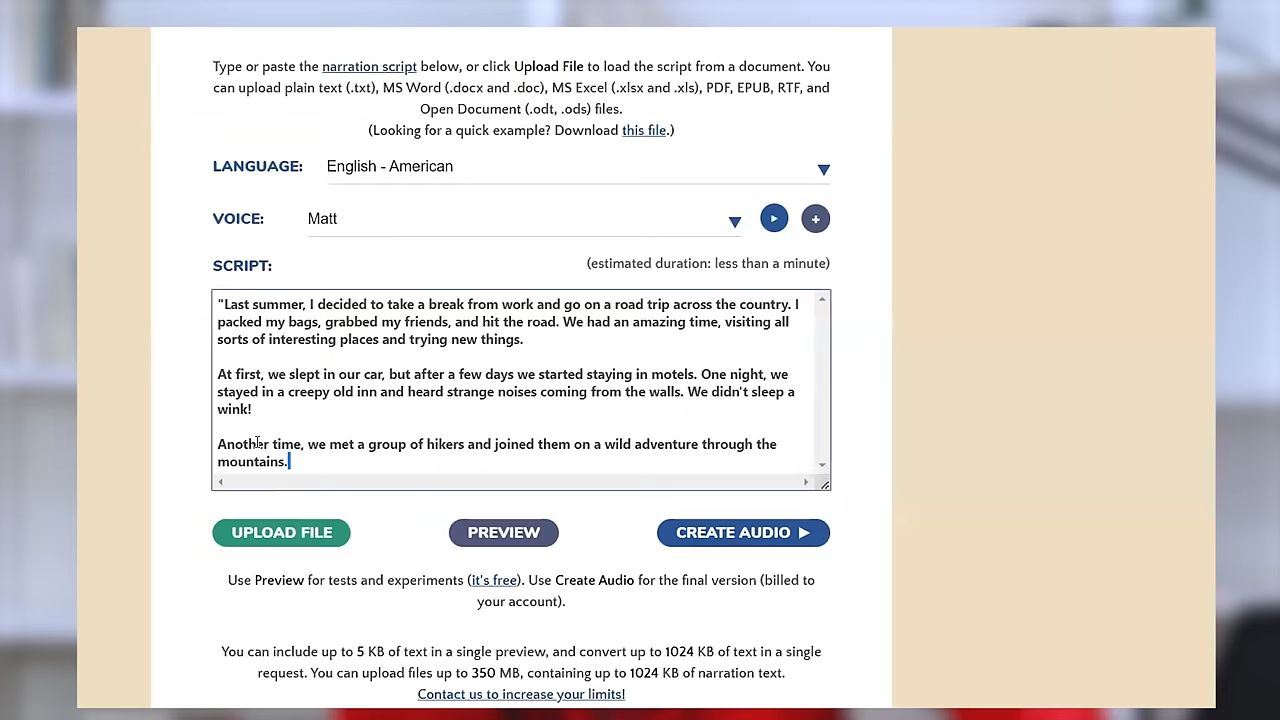 Type or paste the narration script below, or click Upload File to load the script from a document. You
can upload plain text (.txt), MS Word (.docx and .doc), MS Excel (.xlsx and .xls), PDF, EPUB, RTF, and
Open Document (.odt, .ods) files.
(Looking for a quick example? Download this file.)
LANGUAGE: English - American
VOICE: Matt
SCRIPT: (estimated duration: less than a minute)
"Last summer, I decided to take a break from work and go on a road trip across the country. I
packed my bags, grabbed my friends, and hit the road. We had an amazing time, visiting all
sorts of interesting places and trying new things.
At first, we slept in our car, but after a few days we started staying in motels. One night, we
stayed in a creepy old inn and heard strange noises coming from the walls. We didn't sleep a
wink!
Another time, we met a group of hikers and joined them on a wild adventure through the
mountains.
UPLOAD FILE PREVIEW CREATE AUDIO
Use Preview for tests and experiments (it's free). Use Create Audio for the final version (billed to
your account).
You can include up to 5 KB of text in a single preview, and convert up to 1024 KB of text in a single
request. You can upload files up to 350 MB, containing up to 1024 KB of narration text.
Contact us to increase your limits!